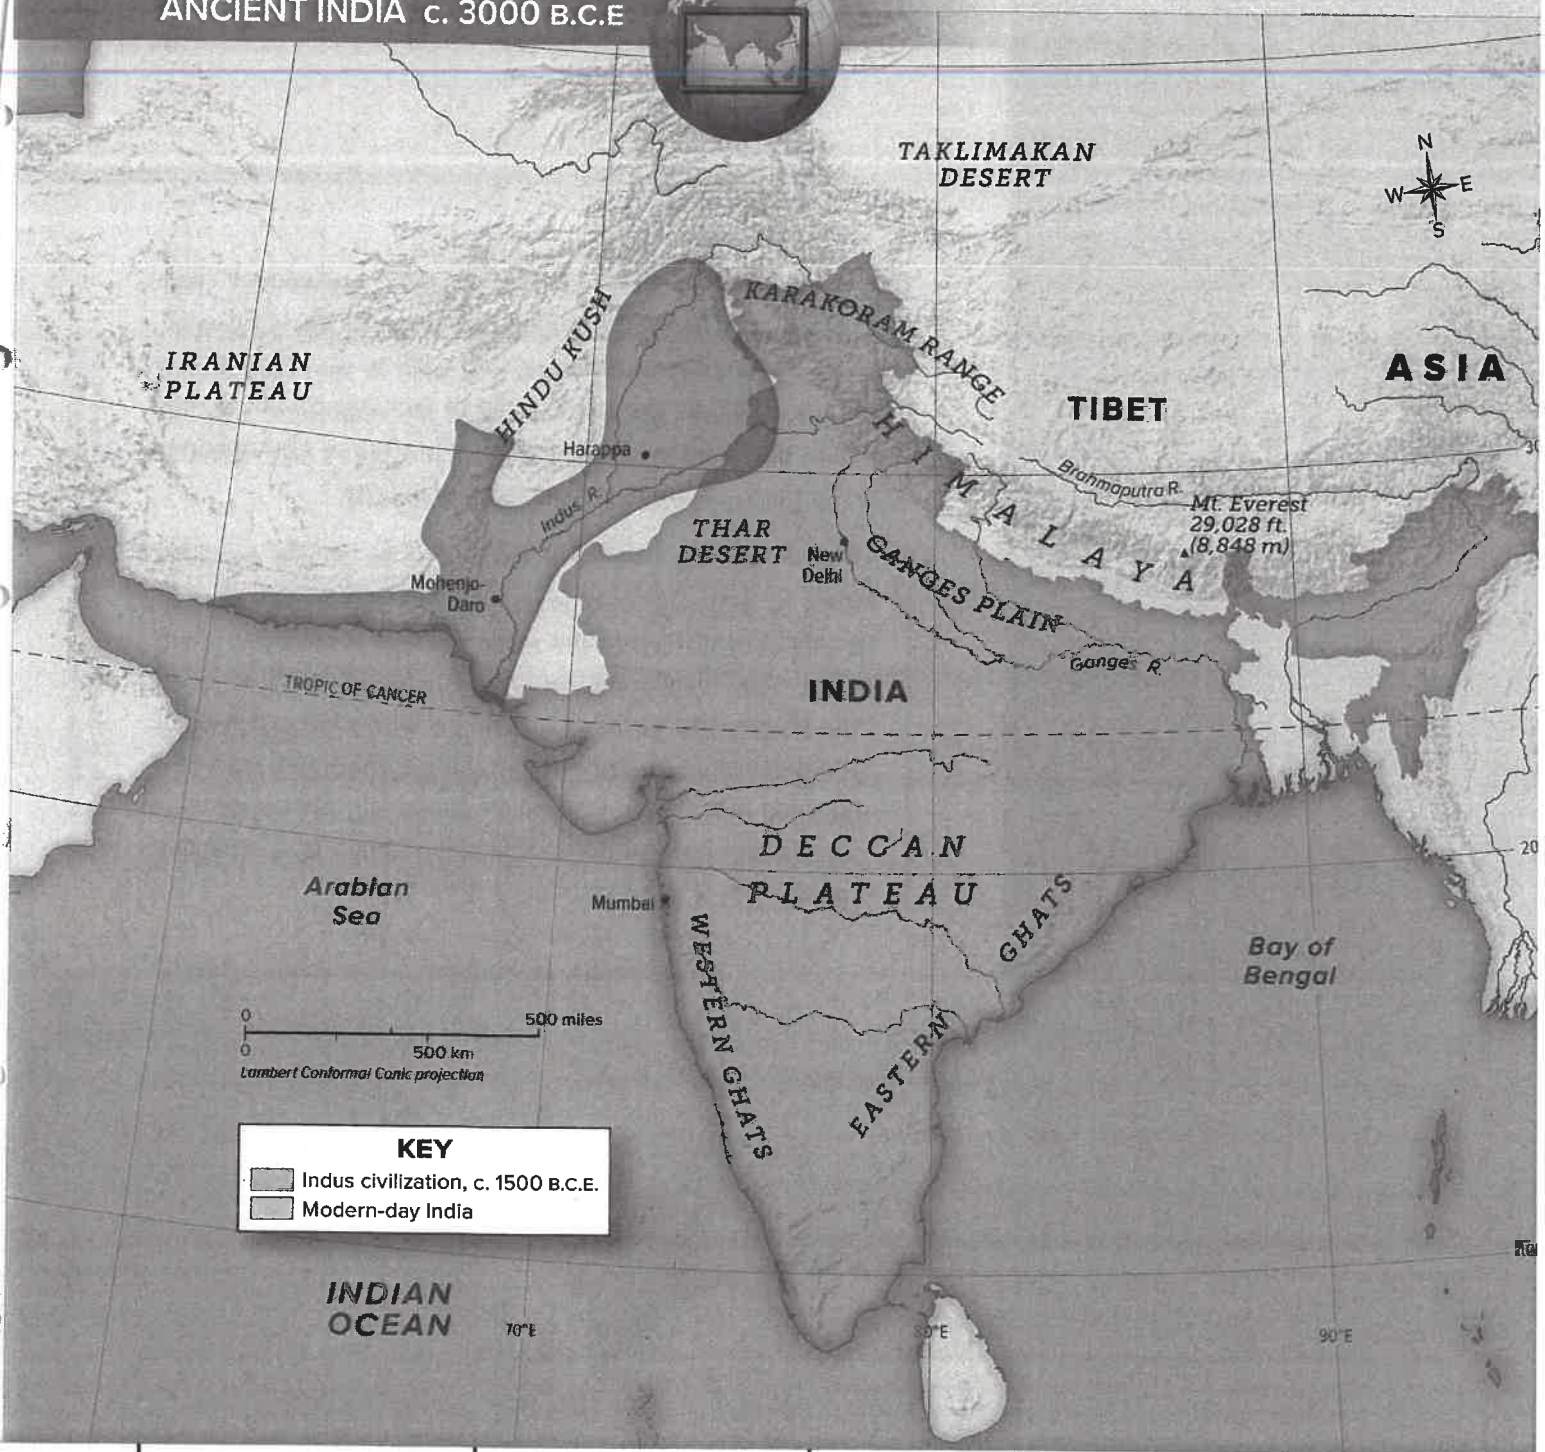 ANCIENT INDIA c. 3000 B.C.E
TAKLIMAKAN
DESERT
N
W E
S
KARAKORAM RANGE
HINDU KUSH
IRANIAN
PLATEAU
ASIA
TIBET
HIMALAYA
Harappa
30
Brahmaputra R.
Mt. Everest
29,028 ft.
(8,848 m)
Indus R.
THAR
DESERT
New
Delhi
GANGES PLAIN
Mohenjo-
Daro
Ganges R.
TROPIC OF CANCER
INDIA
DECCAN
PLATEAU
20
Arabian
Sea
Mumbai
WESTERN GHATS
EASTERN GHATS
Bay of
Bengal
0 500 miles
0 500 km
Lambert Conformal Conic projection
KEY
Indus civilization, c. 1500 B.C.E.
Modern-day India
INDIAN
OCEAN
70°E
80°E
90°E